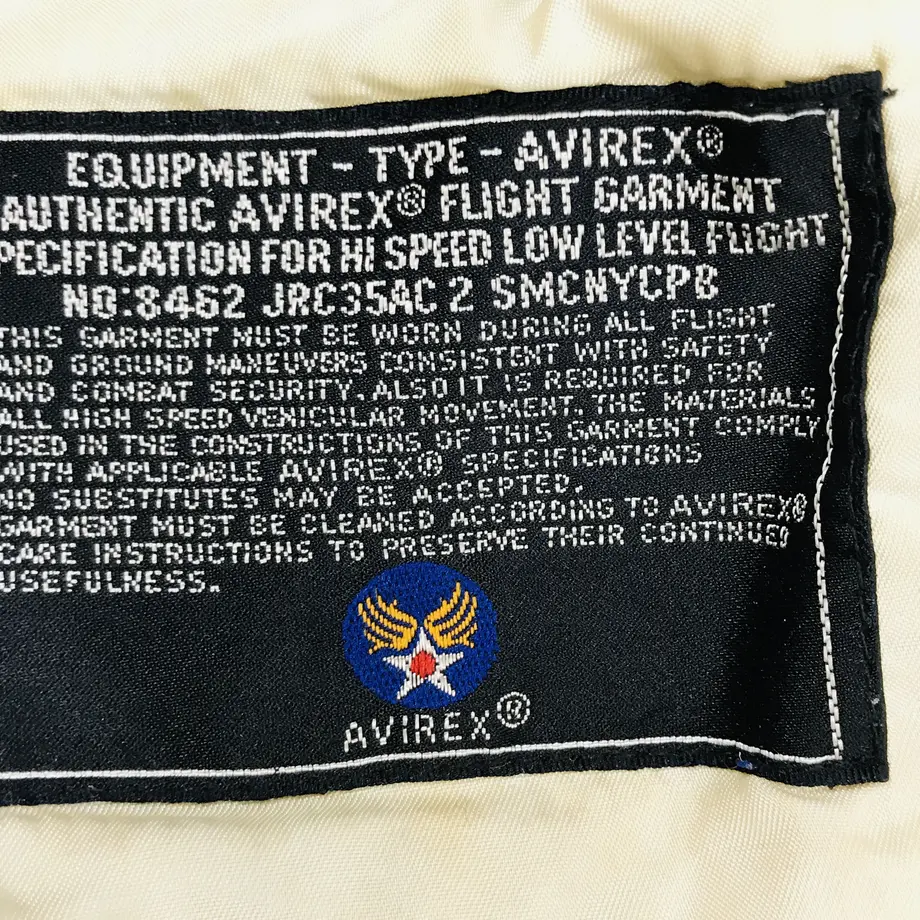 EQUIPMENT - TYPE - AVIREX®
AUTHENTIC AVIREX® FLIGHT GARMENT
PECIFICATION FOR HI SPEED LOW LEVEL FLIGHT
NO:8462 JRC35AC 2 SMCNYCPB
THIS GARMENT MUST BE WORN DURING ALL FLIGHT
AND GROUND MANEUVERS CONSISTENT WITH SAFETY
AND COMBAT SECURITY. ALSO IT IS REQUIRED FOR
ALL HIGH SPEED VEHICULAR MOVEMENT. THE MATERIALS
USED IN THE CONSTRUCTIONS OF THIS GARMENT COMPLY
WITH APPLICABLE AVIREX® SPECIFICATIONS
NO SUBSTITUTES MAY BE ACCEPTED.
GARMENT MUST BE CLEANED ACCORDING TO AVIREX®
CARE INSTRUCTIONS TO PRESERVE THEIR CONTINUED
USEFULNESS.
AVIREX®